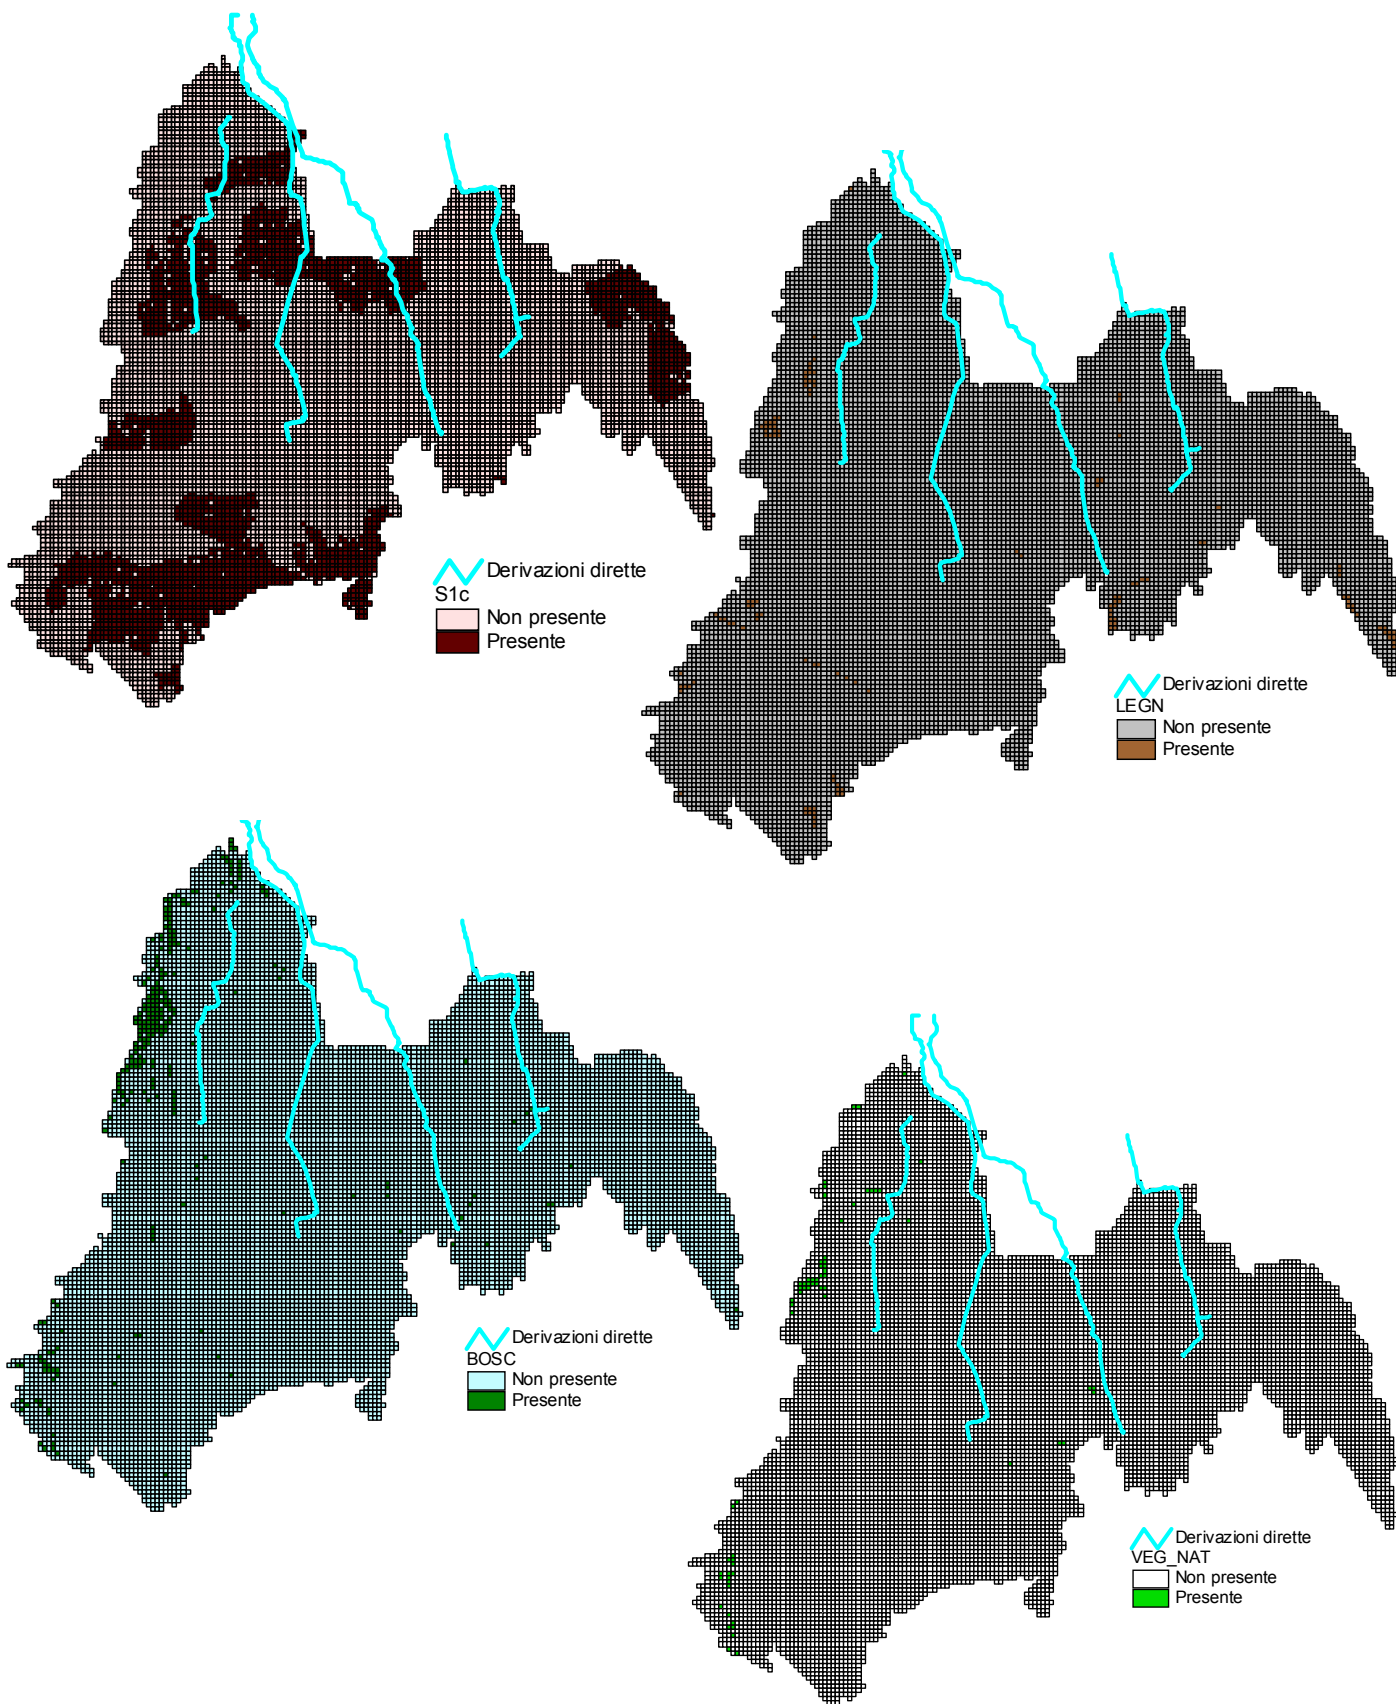 Derivazioni dirette
S1c
Non presente
Presente
Derivazioni dirette
LEGN
Non presente
Presente
Derivazioni dirette
BOSC
Non presente
Presente
Derivazioni dirette
VEG_NAT
Non presente
Presente